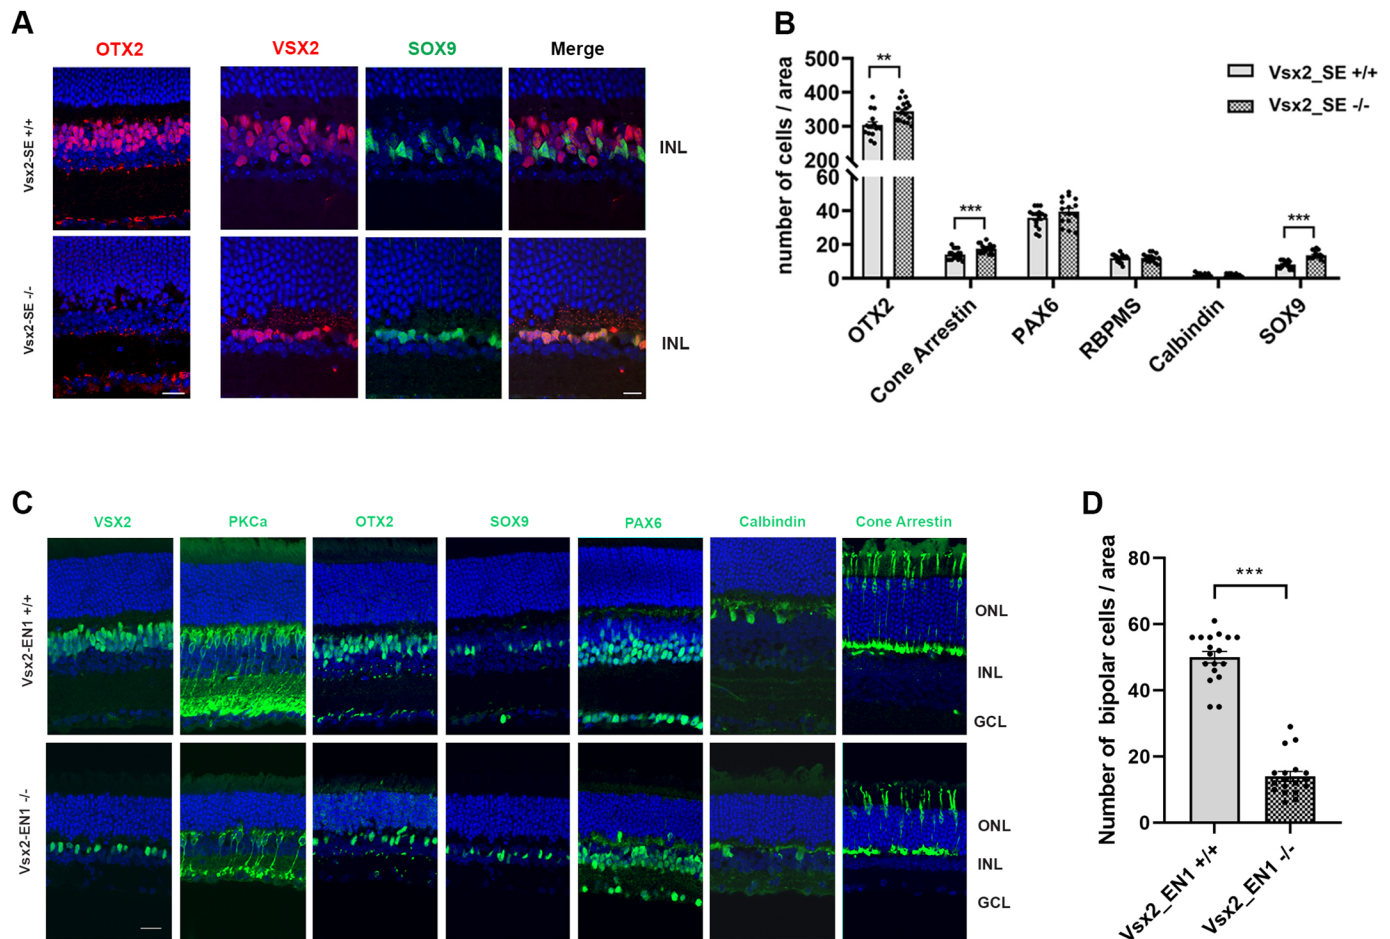 A
OTX2
VSX2
SOX9
Merge
Vsx2-SE +/+
INL
Vsx2-SE -/-
INL
B
number of cells / area
500
400
300
200
60
40
20
0
**
***
***
Vsx2_SE +/+
Vsx2_SE -/-
OTX2
Cone Arrestin
PAX6
RBPMS
Calbindin
SOX9
C
VSX2
PKCa
OTX2
SOX9
PAX6
Calbindin
Cone Arrestin
Vsx2-EN1 +/+
ONL
INL
GCL
Vsx2-EN1 -/-
ONL
INL
GCL
D
Number of bipolar cells / area
80
60
40
20
0
***
Vsx2_EN1 +/+
Vsx2_EN1 -/-